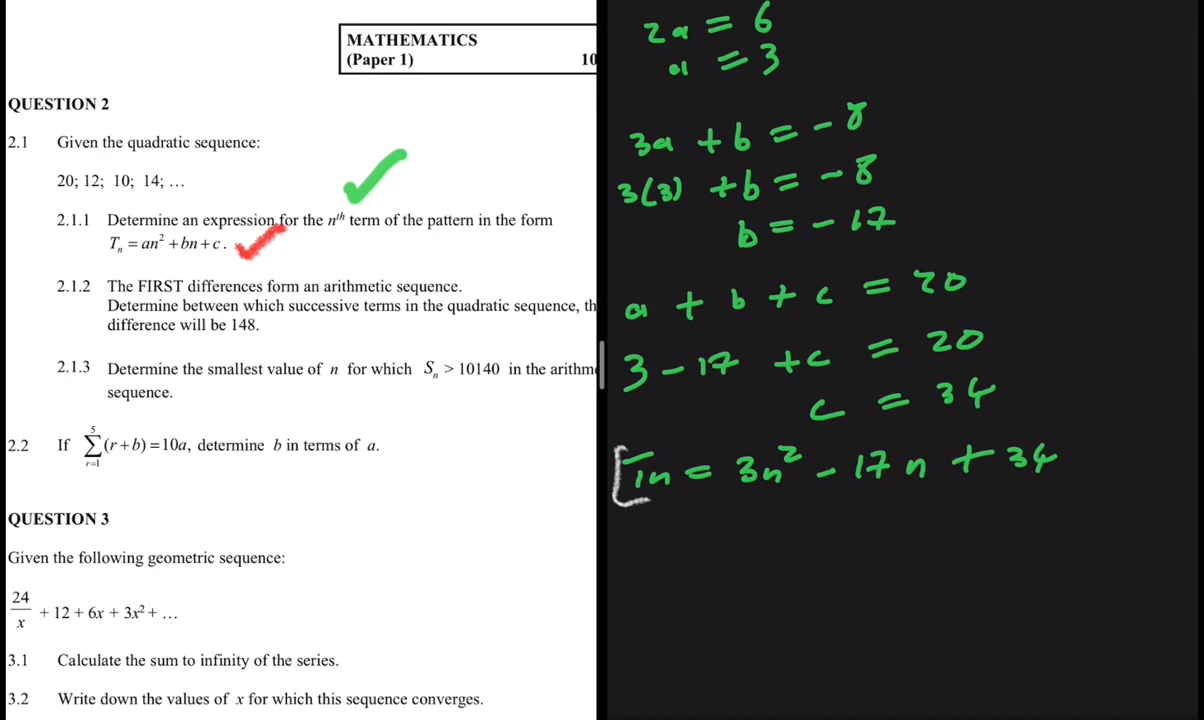 MATHEMATICS
(Paper 1)
10
QUESTION 2
2.1 Given the quadratic sequence:
20; 12; 10; 14; …
2.1.1 Determine an expression for the nᵗʰ term of the pattern in the form
Tₙ = an² + bn + c.
2.1.2 The FIRST differences form an arithmetic sequence.
Determine between which successive terms in the quadratic sequence, th
difference will be 148.
2.1.3 Determine the smallest value of n for which Sₙ > 10140 in the arithm
sequence.
2.2 If ∑⁵ᵣ₌₁ (r + b) = 10a, determine b in terms of a.
QUESTION 3
Given the following geometric sequence:
24/x + 12 + 6x + 3x² + …
3.1 Calculate the sum to infinity of the series.
3.2 Write down the values of x for which this sequence converges.
2a = 6
a = 3
3a + b = -8
3(3) + b = -8
b = -17
a + b + c = 20
3 - 17 + c = 20
c = 34
Tn = 3n² - 17n + 34